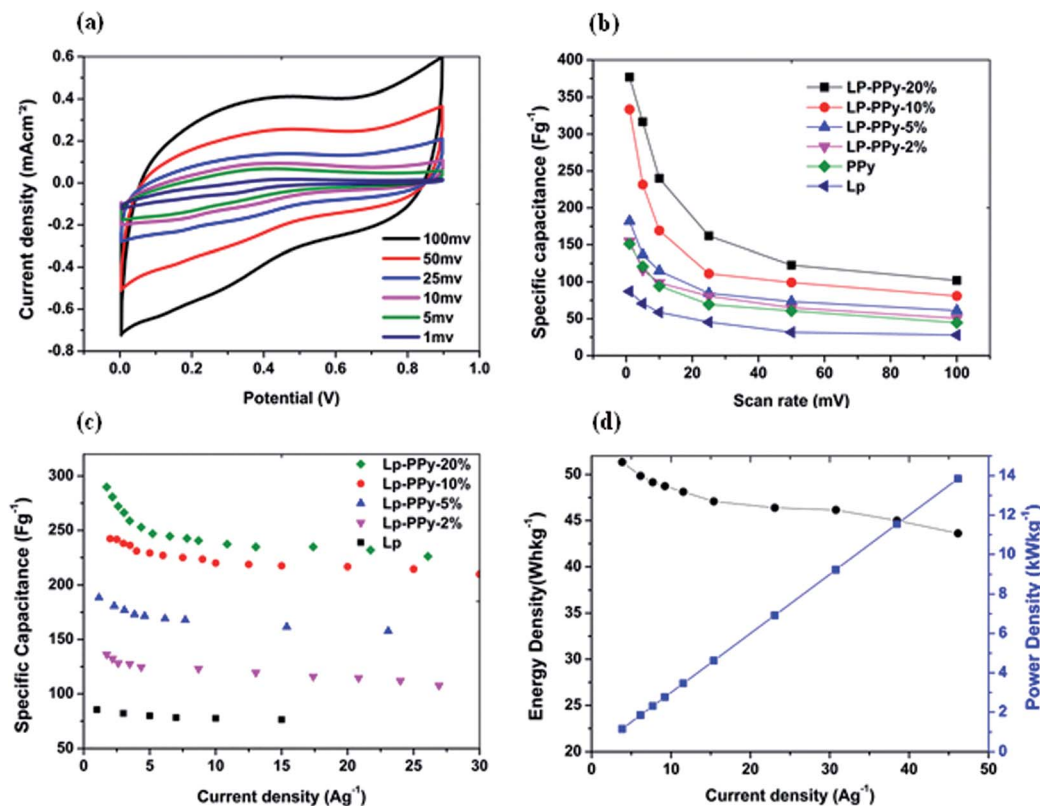 (a)
Current density (mAcm⁻²)
0.6
0.4
0.2
0.0
-0.2
-0.4
-0.6
-0.8
100mv
50mv
25mv
10mv
5mv
1mv
0.0 0.2 0.4 0.6 0.8 1.0
Potential (V)
(b)
Specific capacitance (Fg⁻¹)
400
350
300
250
200
150
100
50
0
LP-PPy-20%
LP-PPy-10%
LP-PPy-5%
LP-PPy-2%
PPy
Lp
0 20 40 60 80 100
Scan rate (mV)
(c)
Specific Capacitance (Fg⁻¹)
300
250
200
150
100
50
Lp-PPy-20%
Lp-PPy-10%
Lp-PPy-5%
Lp-PPy-2%
Lp
0 5 10 15 20 25 30
Current density (Ag⁻¹)
(d)
Energy Density(Whkg⁻¹)
50
45
40
35
30
25
20
14
12
10
8
6
4
2
0
Power Density (kWkg⁻¹)
0 10 20 30 40 50
Current density (Ag⁻¹)